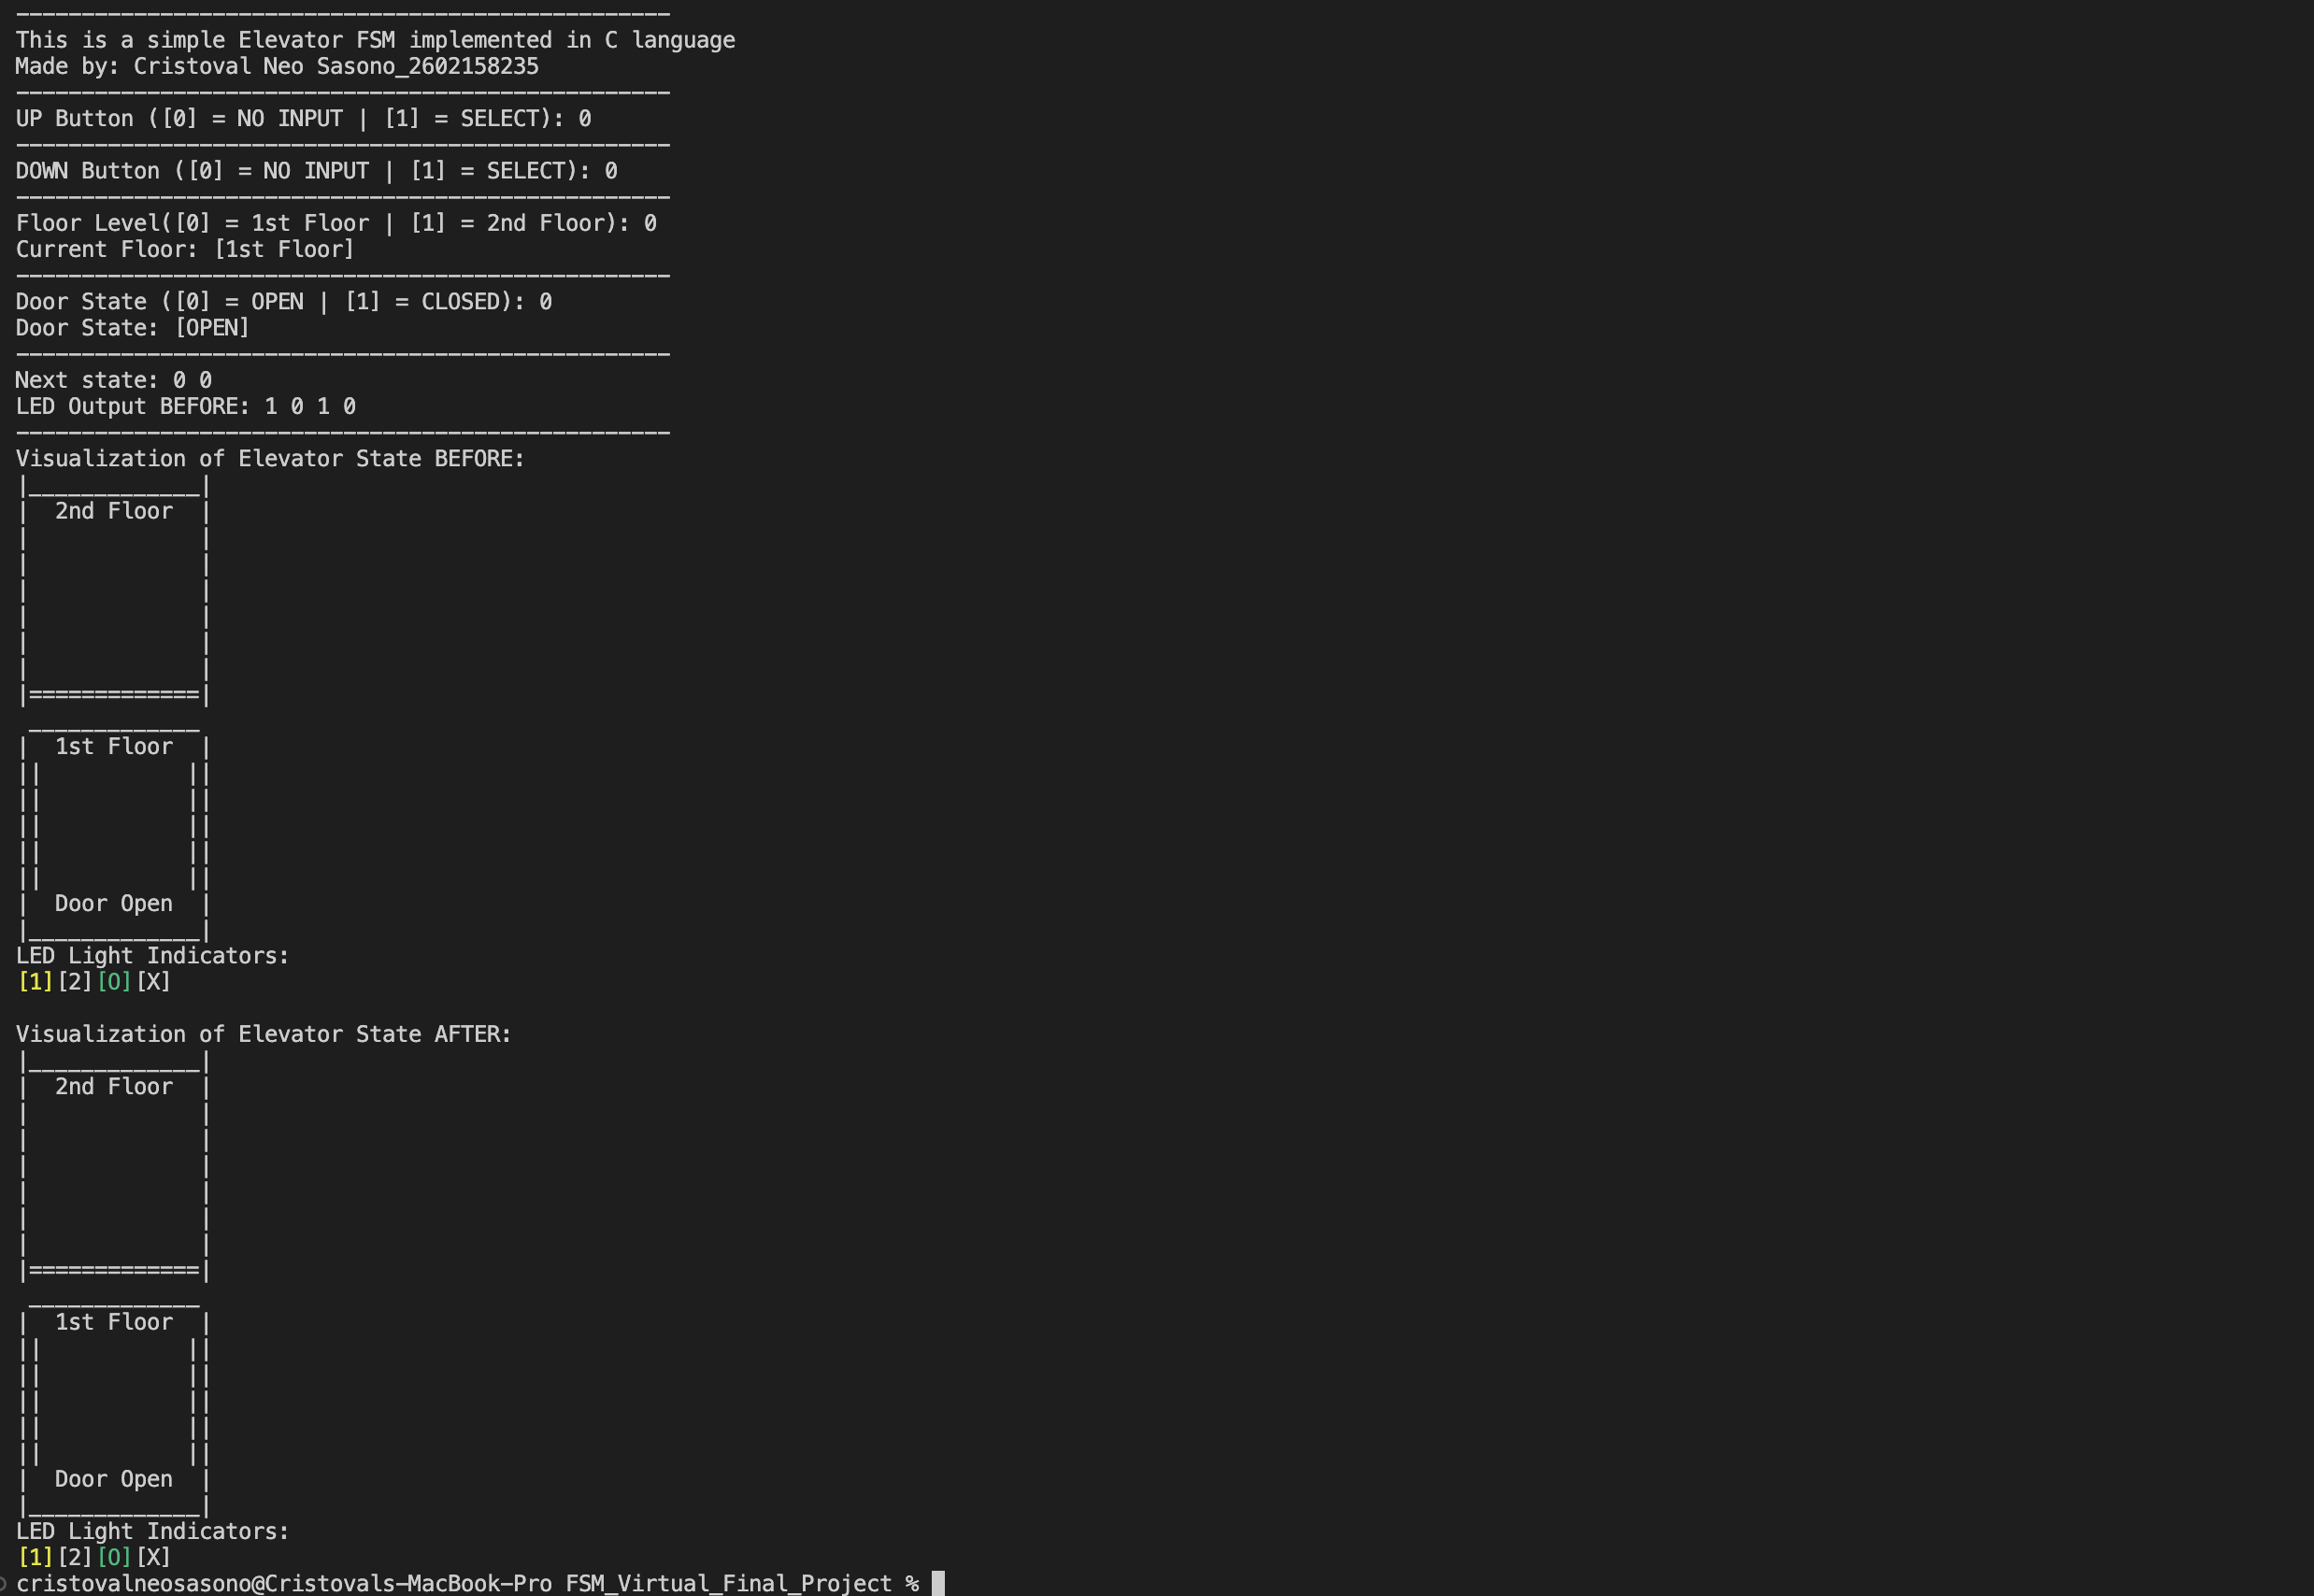 --------------------------------------------------
This is a simple Elevator FSM implemented in C language
Made by: Cristoval Neo Sasono_2602158235
--------------------------------------------------
UP Button ([0] = NO INPUT | [1] = SELECT): 0
--------------------------------------------------
DOWN Button ([0] = NO INPUT | [1] = SELECT): 0
--------------------------------------------------
Floor Level([0] = 1st Floor | [1] = 2nd Floor): 0
Current Floor: [1st Floor]
--------------------------------------------------
Door State ([0] = OPEN | [1] = CLOSED): 0
Door State: [OPEN]
--------------------------------------------------
Next state: 0 0
LED Output BEFORE: 1 0 1 0
--------------------------------------------------
Visualization of Elevator State BEFORE:
|_____________|
|  2nd Floor  |
|             |
|             |
|             |
|             |
|             |
|             |
|=============|
 _____________
|  1st Floor  |
||           ||
||           ||
||           ||
||           ||
||           ||
|  Door Open  |
|_____________|
LED Light Indicators:
[1][2][O][X]
Visualization of Elevator State AFTER:
|_____________|
|  2nd Floor  |
|             |
|             |
|             |
|             |
|             |
|             |
|=============|
 _____________
|  1st Floor  |
||           ||
||           ||
||           ||
||           ||
||           ||
|  Door Open  |
|_____________|
LED Light Indicators:
[1][2][O][X]
cristovalneosasono@Cristovals-MacBook-Pro FSM_Virtual_Final_Project %